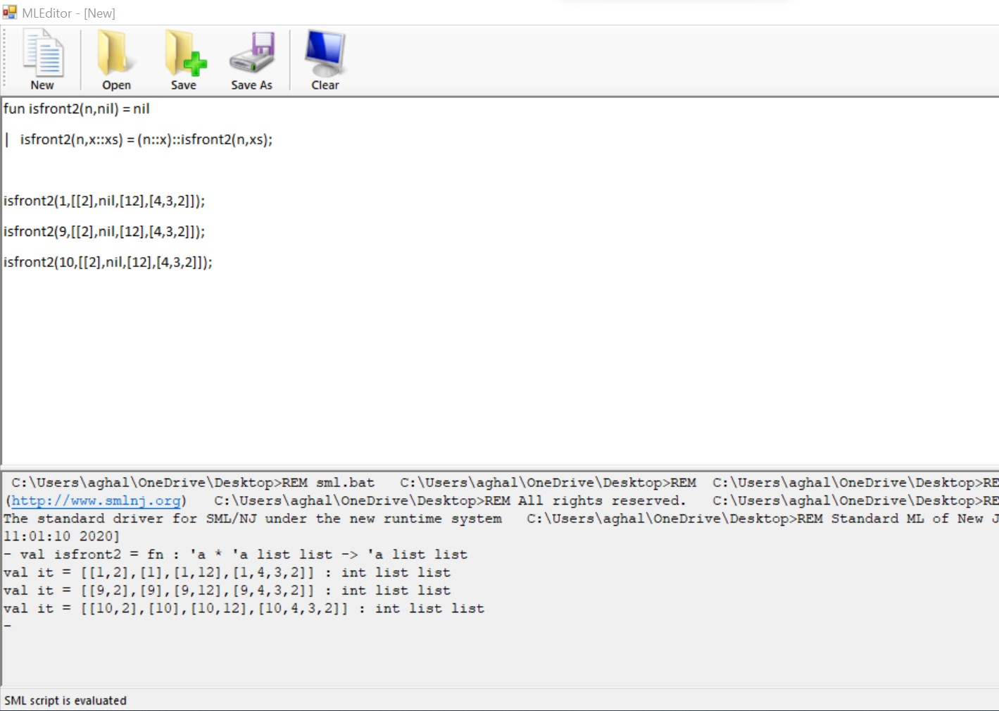 MLEditor - [New]
New Open Save Save As Clear
fun isfront2(n,nil) = nil
| isfront2(n,x::xs) = (n::x)::isfront2(n,xs);
isfront2(1,[[2],nil,[12],[4,3,2]]);
isfront2(9,[[2],nil,[12],[4,3,2]]);
isfront2(10,[[2],nil,[12],[4,3,2]]);
C:\Users\aghal\OneDrive\Desktop>REM sml.bat C:\Users\aghal\OneDrive\Desktop>REM C:\Users\aghal\OneDrive\Desktop>RE
(http://www.smlnj.org) C:\Users\aghal\OneDrive\Desktop>REM All rights reserved. C:\Users\aghal\OneDrive\Desktop>RE
The standard driver for SML/NJ under the new runtime system C:\Users\aghal\OneDrive\Desktop>REM Standard ML of New J
11:01:10 2020]
- val isfront2 = fn : 'a * 'a list list -> 'a list list
val it = [[1,2],[1],[1,12],[1,4,3,2]] : int list list
val it = [[9,2],[9],[9,12],[9,4,3,2]] : int list list
val it = [[10,2],[10],[10,12],[10,4,3,2]] : int list list
-
SML script is evaluated